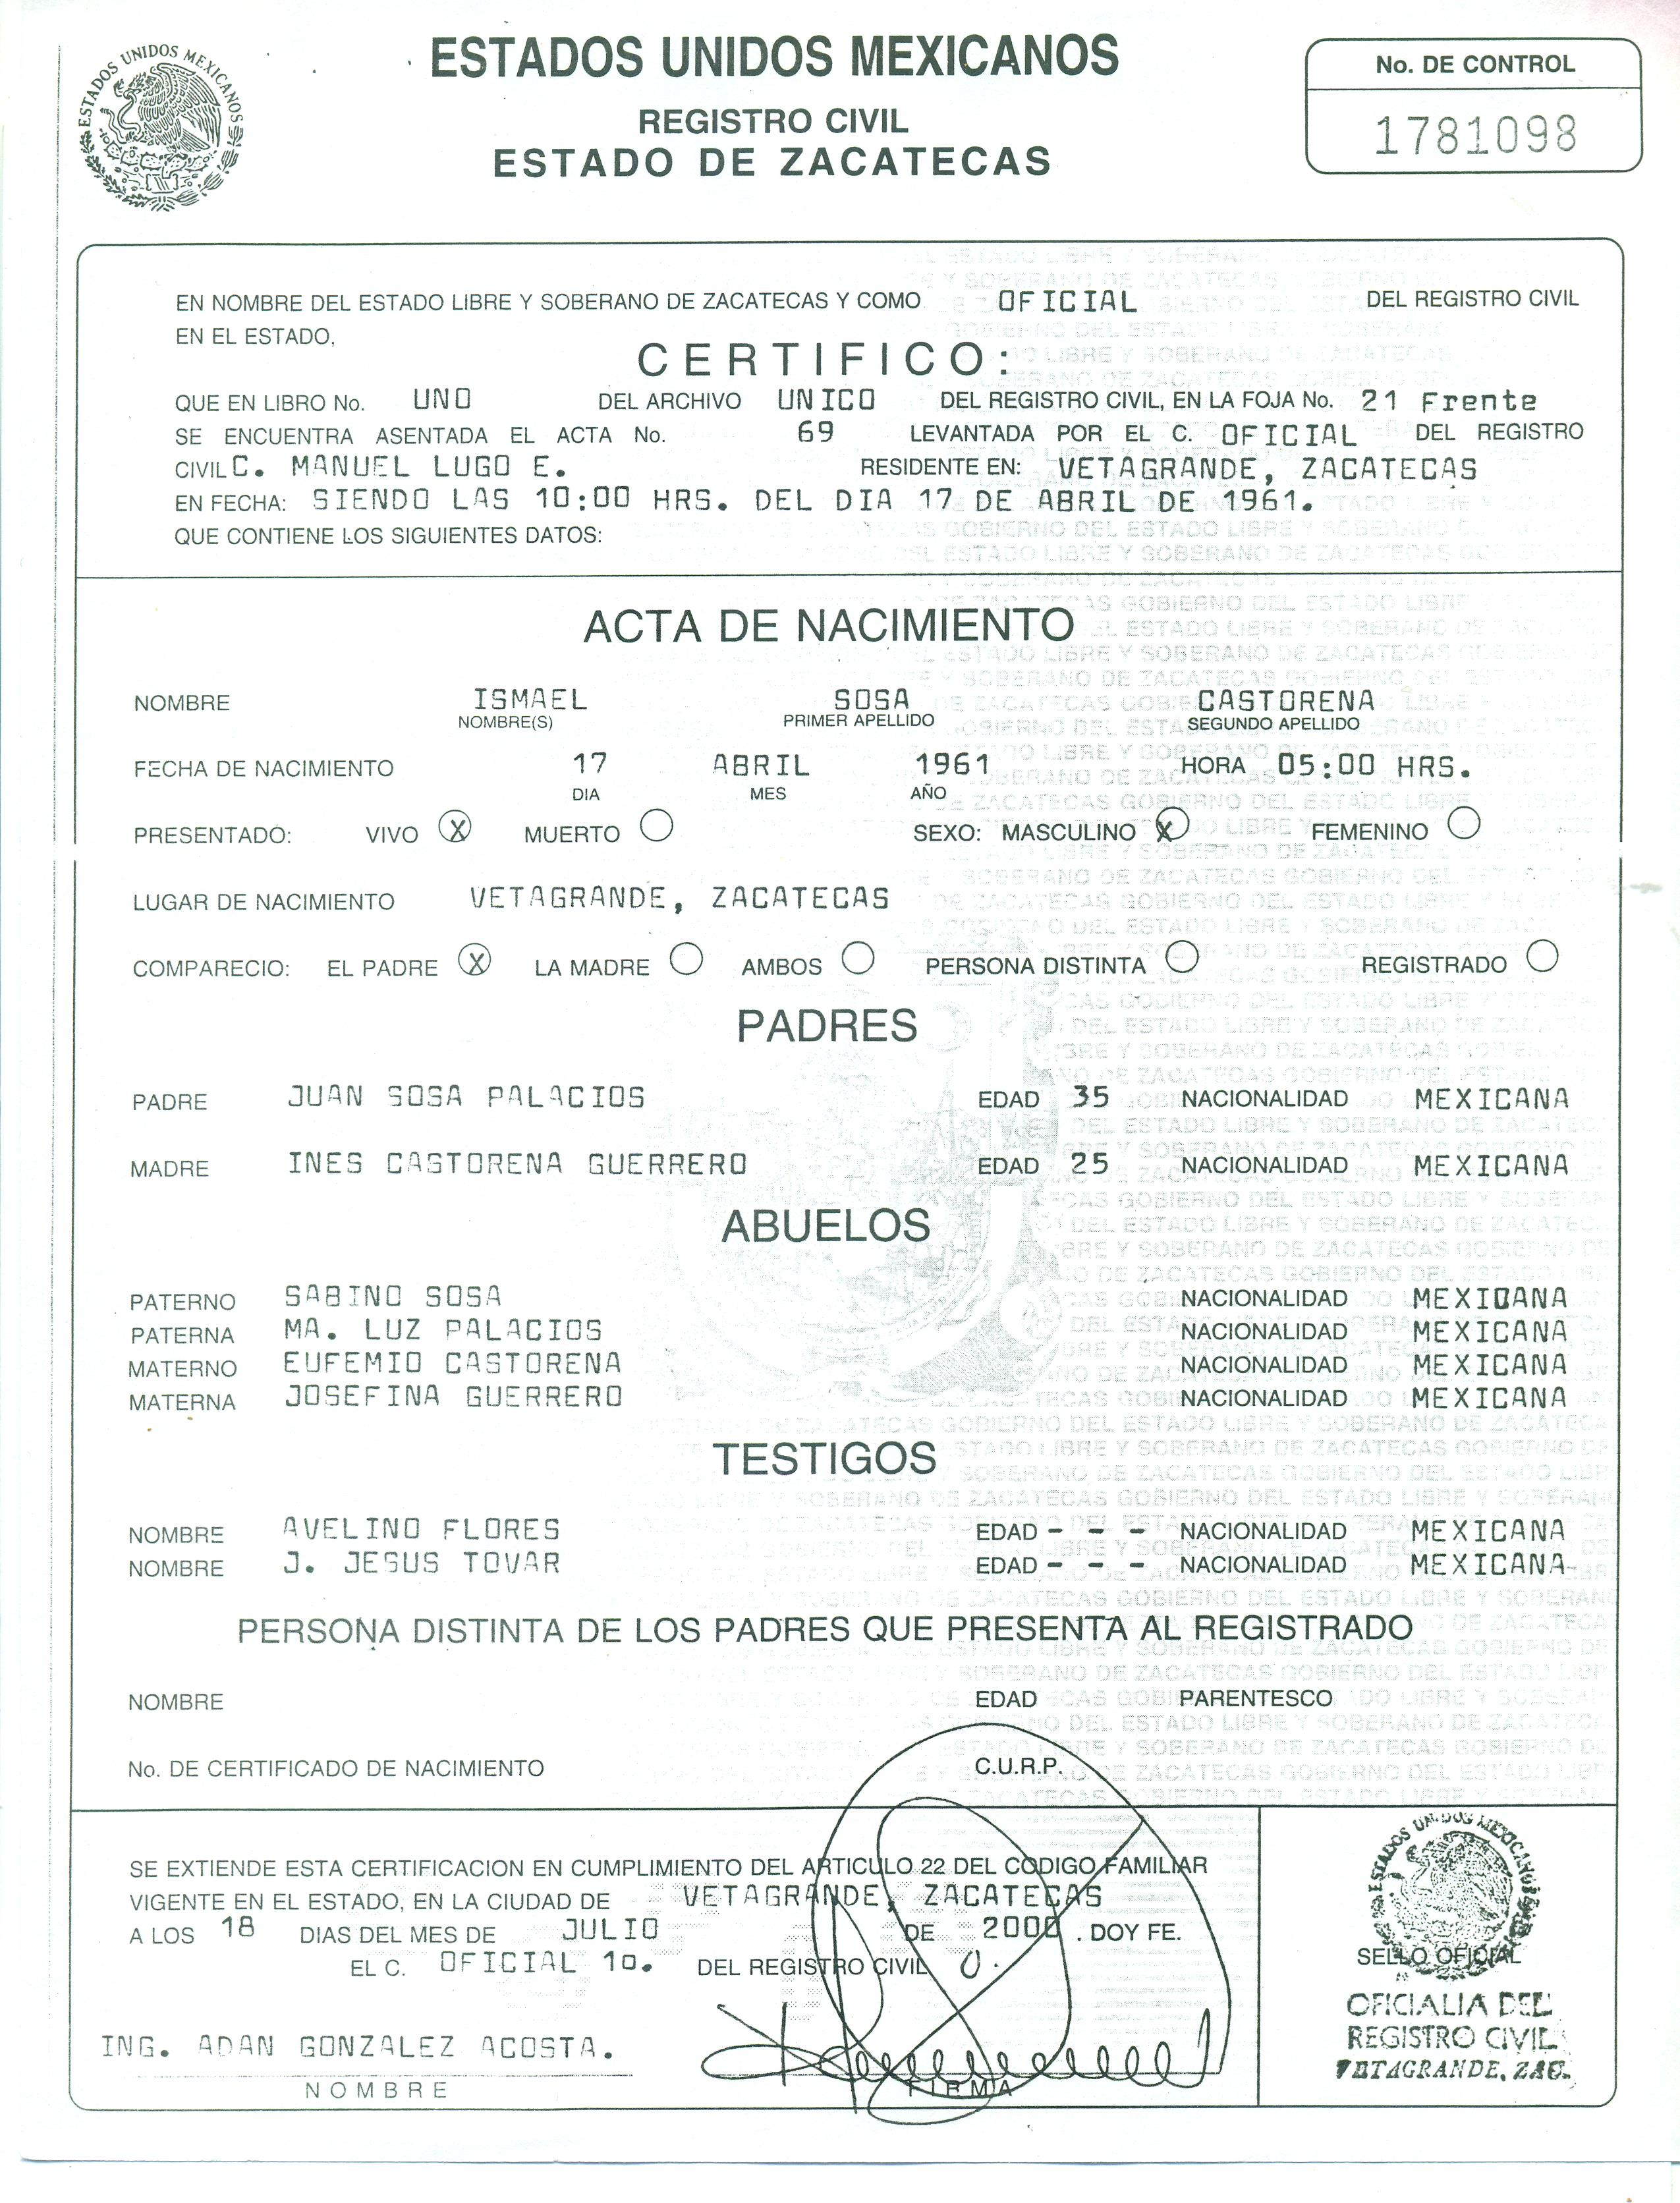 ESTADOS UNIDOS MEXICANOS
ESTADOS UNIDOS MEXICANOS
REGISTRO CIVIL
ESTADO DE ZACATECAS
No. DE CONTROL
1781098
EN NOMBRE DEL ESTADO LIBRE Y SOBERANO DE ZACATECAS Y COMO OFICIAL DEL REGISTRO CIVIL
EN EL ESTADO,
CERTIFICO:
QUE EN LIBRO No. UNO DEL ARCHIVO UNICO DEL REGISTRO CIVIL, EN LA FOJA No. 21 Frente
SE ENCUENTRA ASENTADA EL ACTA No. 69 LEVANTADA POR EL C. OFICIAL DEL REGISTRO
CIVIL C. MANUEL LUGO E. RESIDENTE EN: VETAGRANDE, ZACATECAS
EN FECHA: SIENDO LAS 10:00 HRS. DEL DIA 17 DE ABRIL DE 1961.
QUE CONTIENE LOS SIGUIENTES DATOS:
ACTA DE NACIMIENTO
NOMBRE ISMAEL SOSA CASTORENA
NOMBRE(S) PRIMER APELLIDO SEGUNDO APELLIDO
FECHA DE NACIMIENTO 17 ABRIL 1961 HORA 05:00 HRS.
DIA MES AÑO
PRESENTADO: VIVO X MUERTO SEXO: MASCULINO X FEMENINO
LUGAR DE NACIMIENTO VETAGRANDE, ZACATECAS
COMPARECIO: EL PADRE X LA MADRE AMBOS PERSONA DISTINTA REGISTRADO
PADRES
PADRE JUAN SOSA PALACIOS EDAD 35 NACIONALIDAD MEXICANA
MADRE INES CASTORENA GUERRERO EDAD 25 NACIONALIDAD MEXICANA
ABUELOS
PATERNO SABINO SOSA NACIONALIDAD MEXICANA
PATERNA MA. LUZ PALACIOS NACIONALIDAD MEXICANA
MATERNO EUFEMIO CASTORENA NACIONALIDAD MEXICANA
MATERNA JOSEFINA GUERRERO NACIONALIDAD MEXICANA
TESTIGOS
NOMBRE AVELINO FLORES EDAD - - - NACIONALIDAD MEXICANA
NOMBRE J. JESUS TOVAR EDAD - - - NACIONALIDAD MEXICANA-
PERSONA DISTINTA DE LOS PADRES QUE PRESENTA AL REGISTRADO
NOMBRE EDAD PARENTESCO
No. DE CERTIFICADO DE NACIMIENTO C.U.R.P.
SE EXTIENDE ESTA CERTIFICACION EN CUMPLIMIENTO DEL ARTICULO 22 DEL CODIGO FAMILIAR
VIGENTE EN EL ESTADO, EN LA CIUDAD DE VETAGRANDE, ZACATECAS
A LOS 18 DIAS DEL MES DE JULIO DE 2000 . DOY FE.
EL C. OFICIAL 1o. DEL REGISTRO CIVIL
ING. ADAN GONZALEZ ACOSTA.
NOMBRE FIRMA
ESTADOS UNIDOS MEXICANOS
SELLO OFICIAL
OFICIALIA DEL
REGISTRO CIVIL
VETAGRANDE, ZAC.